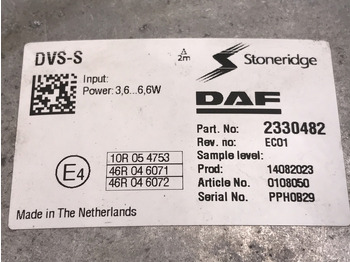 DVS-S
Δ
2m
Stoneridge
Input:
Power: 3,6...6,6W
DAF
Part. No: 2330482
Rev. no: EC01
Sample level:
Prod: 14082023
Article No: 0108050
Serial No: PPH0B29
E4
10R 05 4753
46R 04 6071
46R 04 6072
Made in The Netherlands